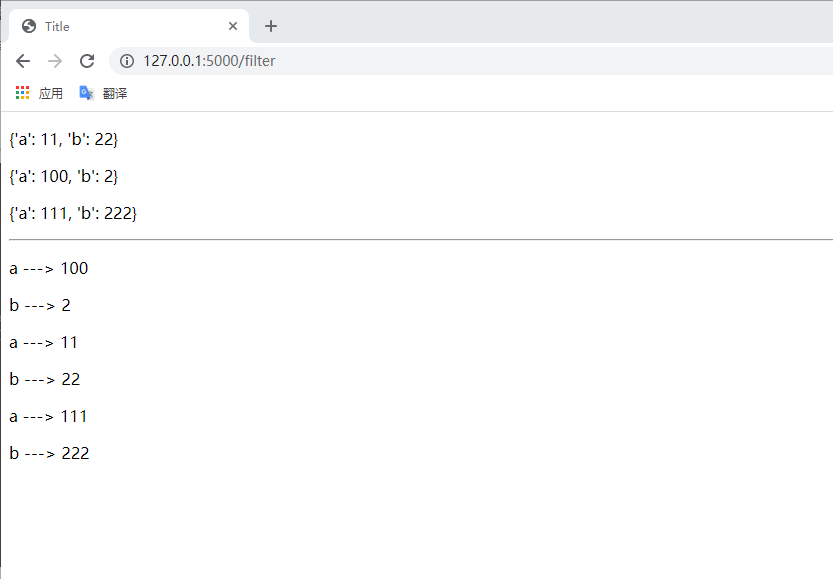 Title
127.0.0.1:5000/filter
应用 翻译
{'a': 11, 'b': 22}
{'a': 100, 'b': 2}
{'a': 111, 'b': 222}
a ---> 100
b ---> 2
a ---> 11
b ---> 22
a ---> 111
b ---> 222